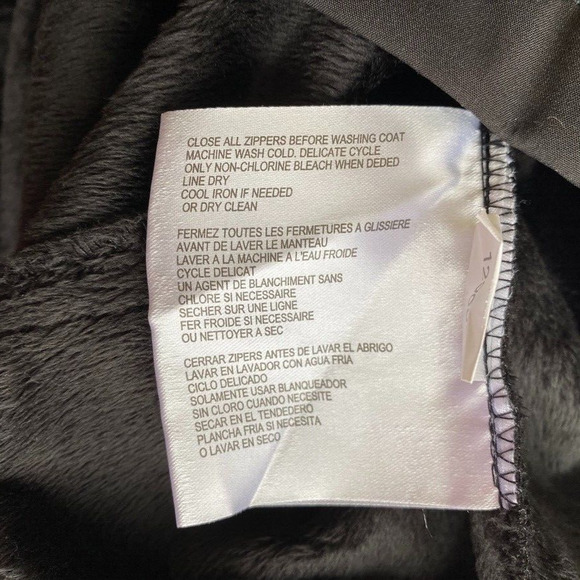 CLOSE ALL ZIPPERS BEFORE WASHING COAT
MACHINE WASH COLD. DELICATE CYCLE
ONLY NON-CHLORINE BLEACH WHEN DEDED
LINE DRY
COOL IRON IF NEEDED
OR DRY CLEAN
FERMEZ TOUTES LES FERMETURES A GLISSIERE
AVANT DE LAVER LE MANTEAU
LAVER A LA MACHINE A L'EAU FROIDE
CYCLE DELICAT
UN AGENT DE BLANCHIMENT SANS
CHLORE SI NECESSAIRE
SECHER SUR UNE LIGNE
FER FROIDE SI NECESSAIRE
OU NETTOYER A SEC
CERRAR ZIPERS ANTES DE LAVAR EL ABRIGO
LAVAR EN LAVADOR CON AGUA FRIA
CICLO DELICADO
SOLAMENTE USAR BLANQUEADOR
SIN CLORO CUANDO NECESITE
SECAR EN EL TENDEDERO
PLANCHA FRIA SI NECESITA
O LAVAR EN SECO